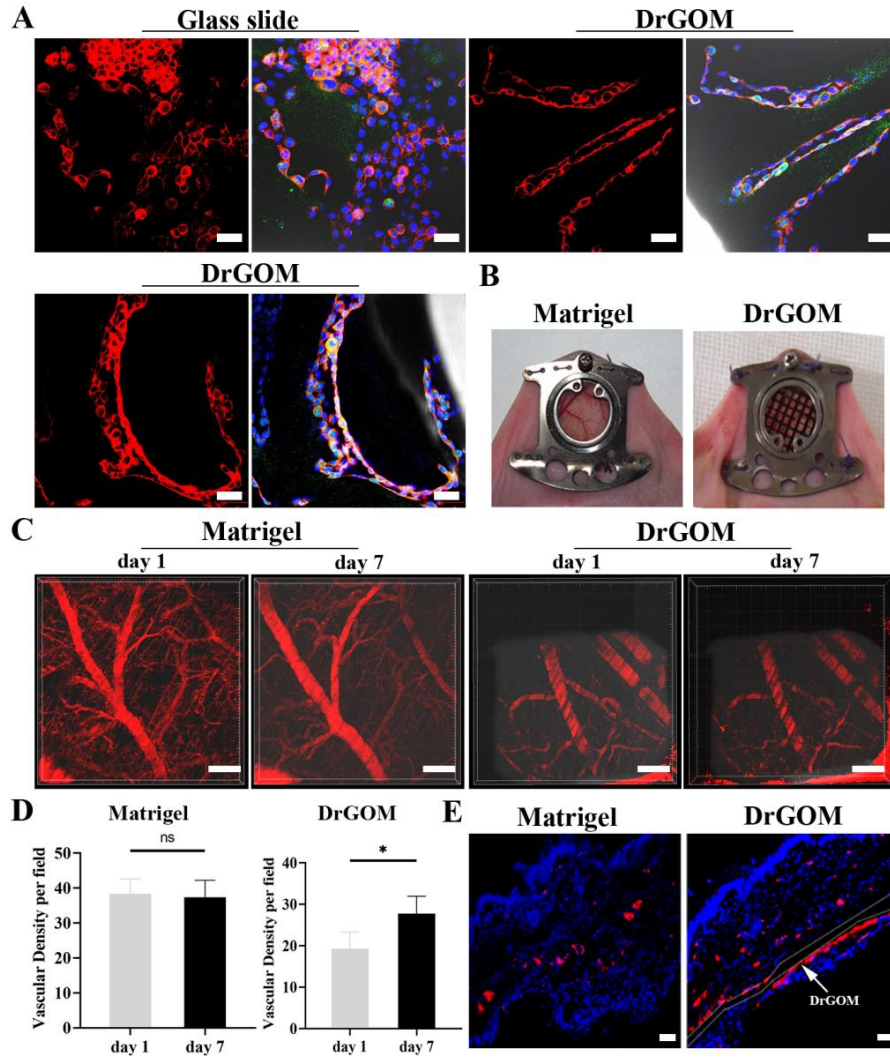 A
Glass slide
DrGOM
DrGOM
B
Matrigel
DrGOM
C
Matrigel
DrGOM
day 1
day 7
day 1
day 7
D
Matrigel
DrGOM
E
Matrigel
DrGOM
ns
*
Vascular Density per field
50
40
30
20
10
0
day 1
day 7
Vascular Density per field
40
30
20
10
0
day 1
day 7
DrGOM